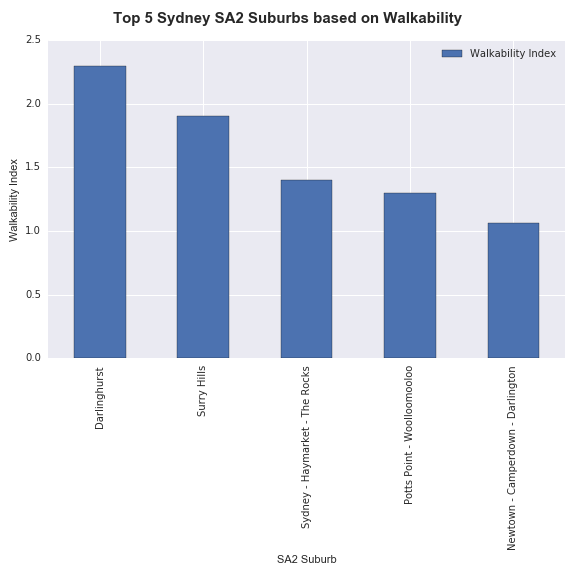 Top 5 Sydney SA2 Suburbs based on Walkability
Walkability Index
2.5
2.0
1.5
1.0
0.5
0.0
Walkability Index
Darlinghurst
Surry Hills
Sydney - Haymarket - The Rocks
Potts Point - Woolloomooloo
Newtown - Camperdown - Darlington
SA2 Suburb